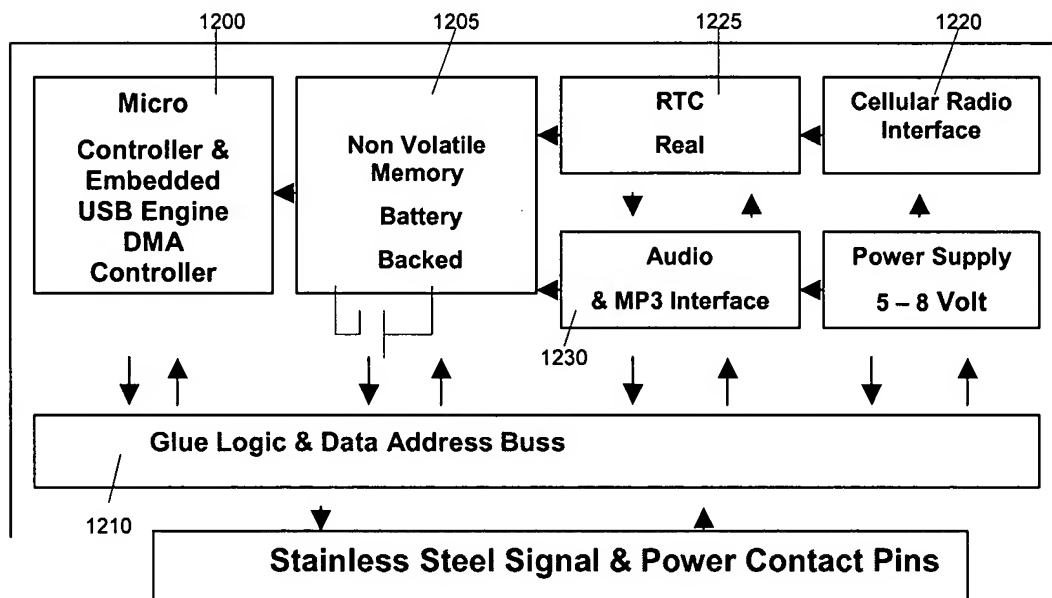 1200
1205
1225
1220
Micro
Controller &
Embedded
USB Engine
DMA
Controller
Non Volatile
Memory
Battery
Backed
RTC
Real
Cellular Radio
Interface
Audio
& MP3 Interface
Power Supply
5 – 8 Volt
1230
Glue Logic & Data Address Buss
1210
Stainless Steel Signal & Power Contact Pins